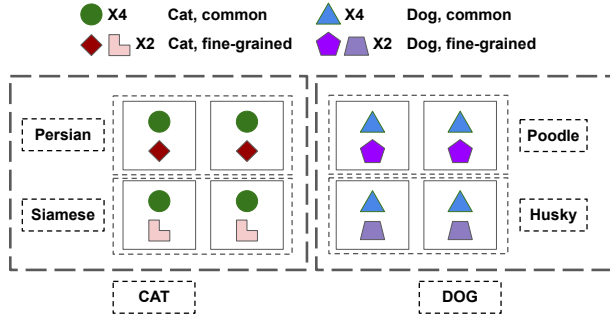 X4 Cat, common X4 Dog, common
X2 Cat, fine-grained X2 Dog, fine-grained
Persian Poodle
Siamese Husky
CAT DOG